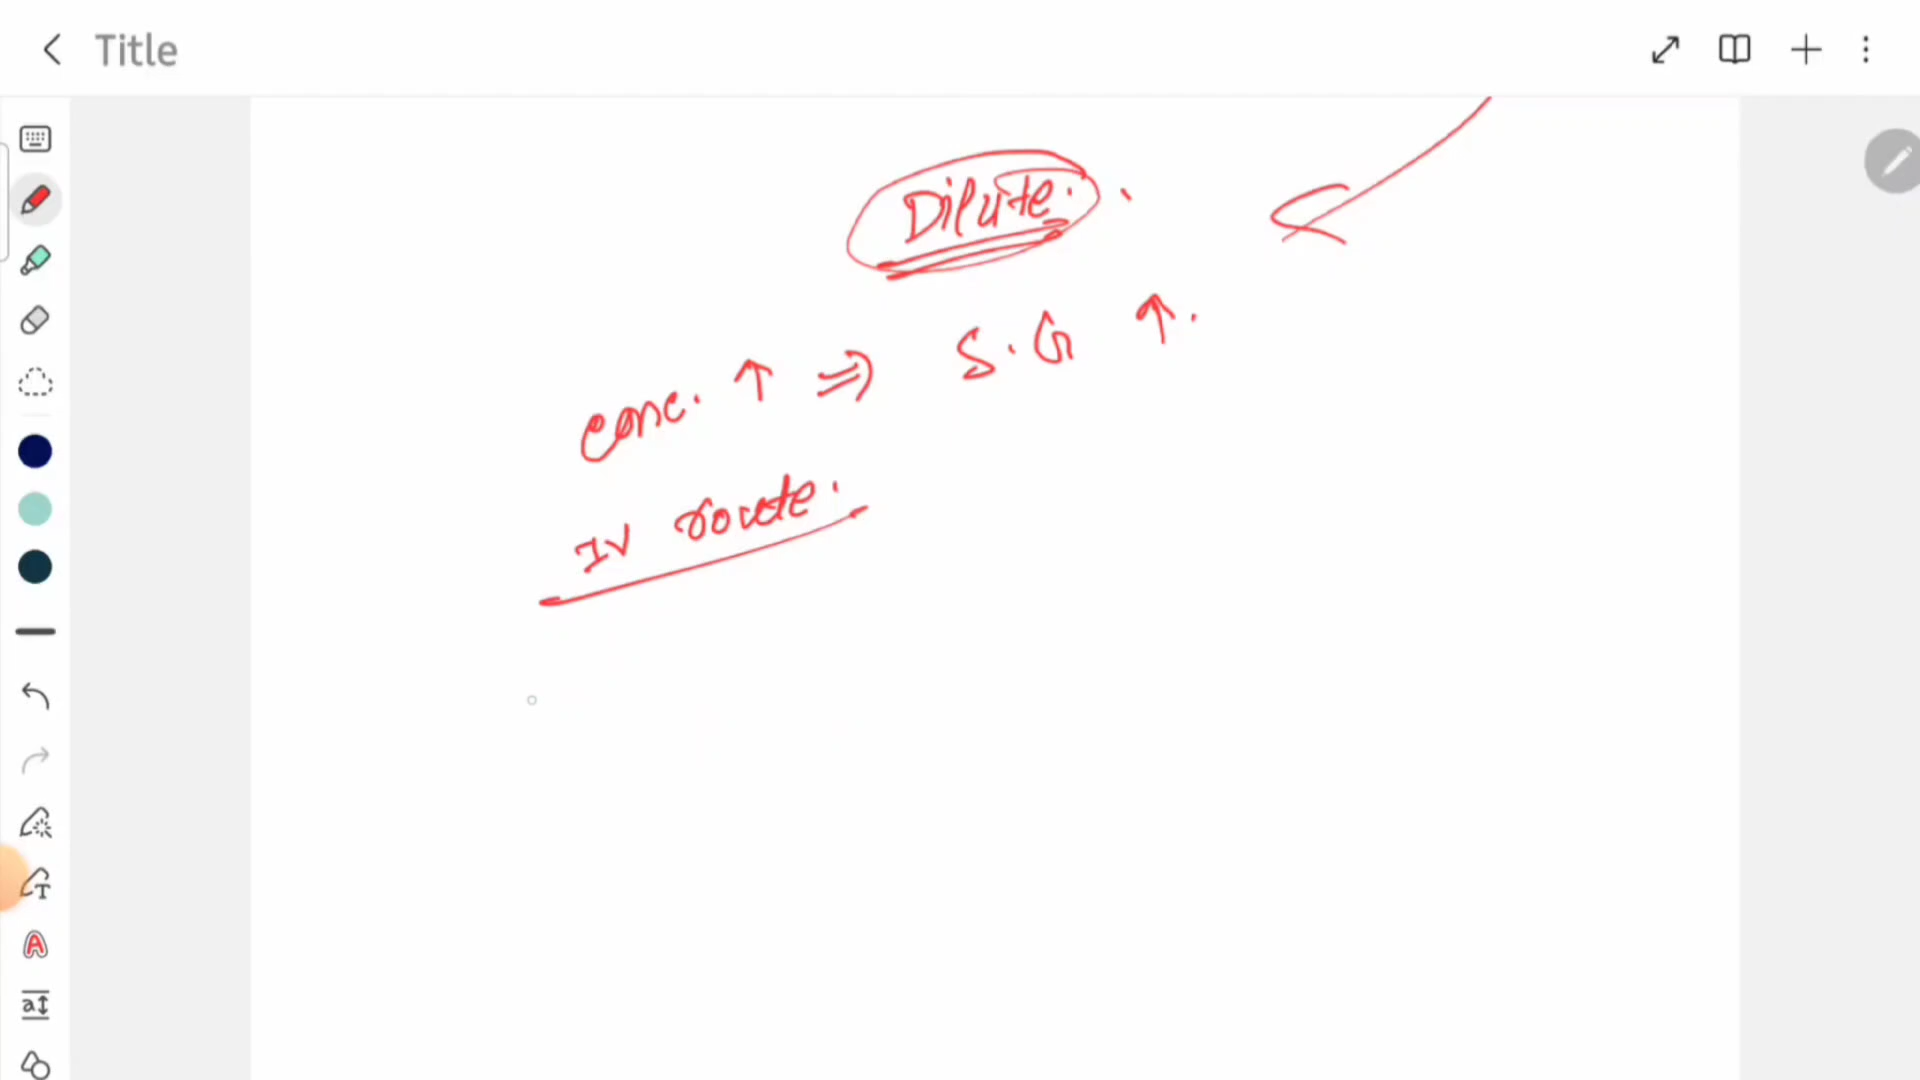 Title
Dilute.
conc. ↑ ⇒ S.G ↑.
IV route.